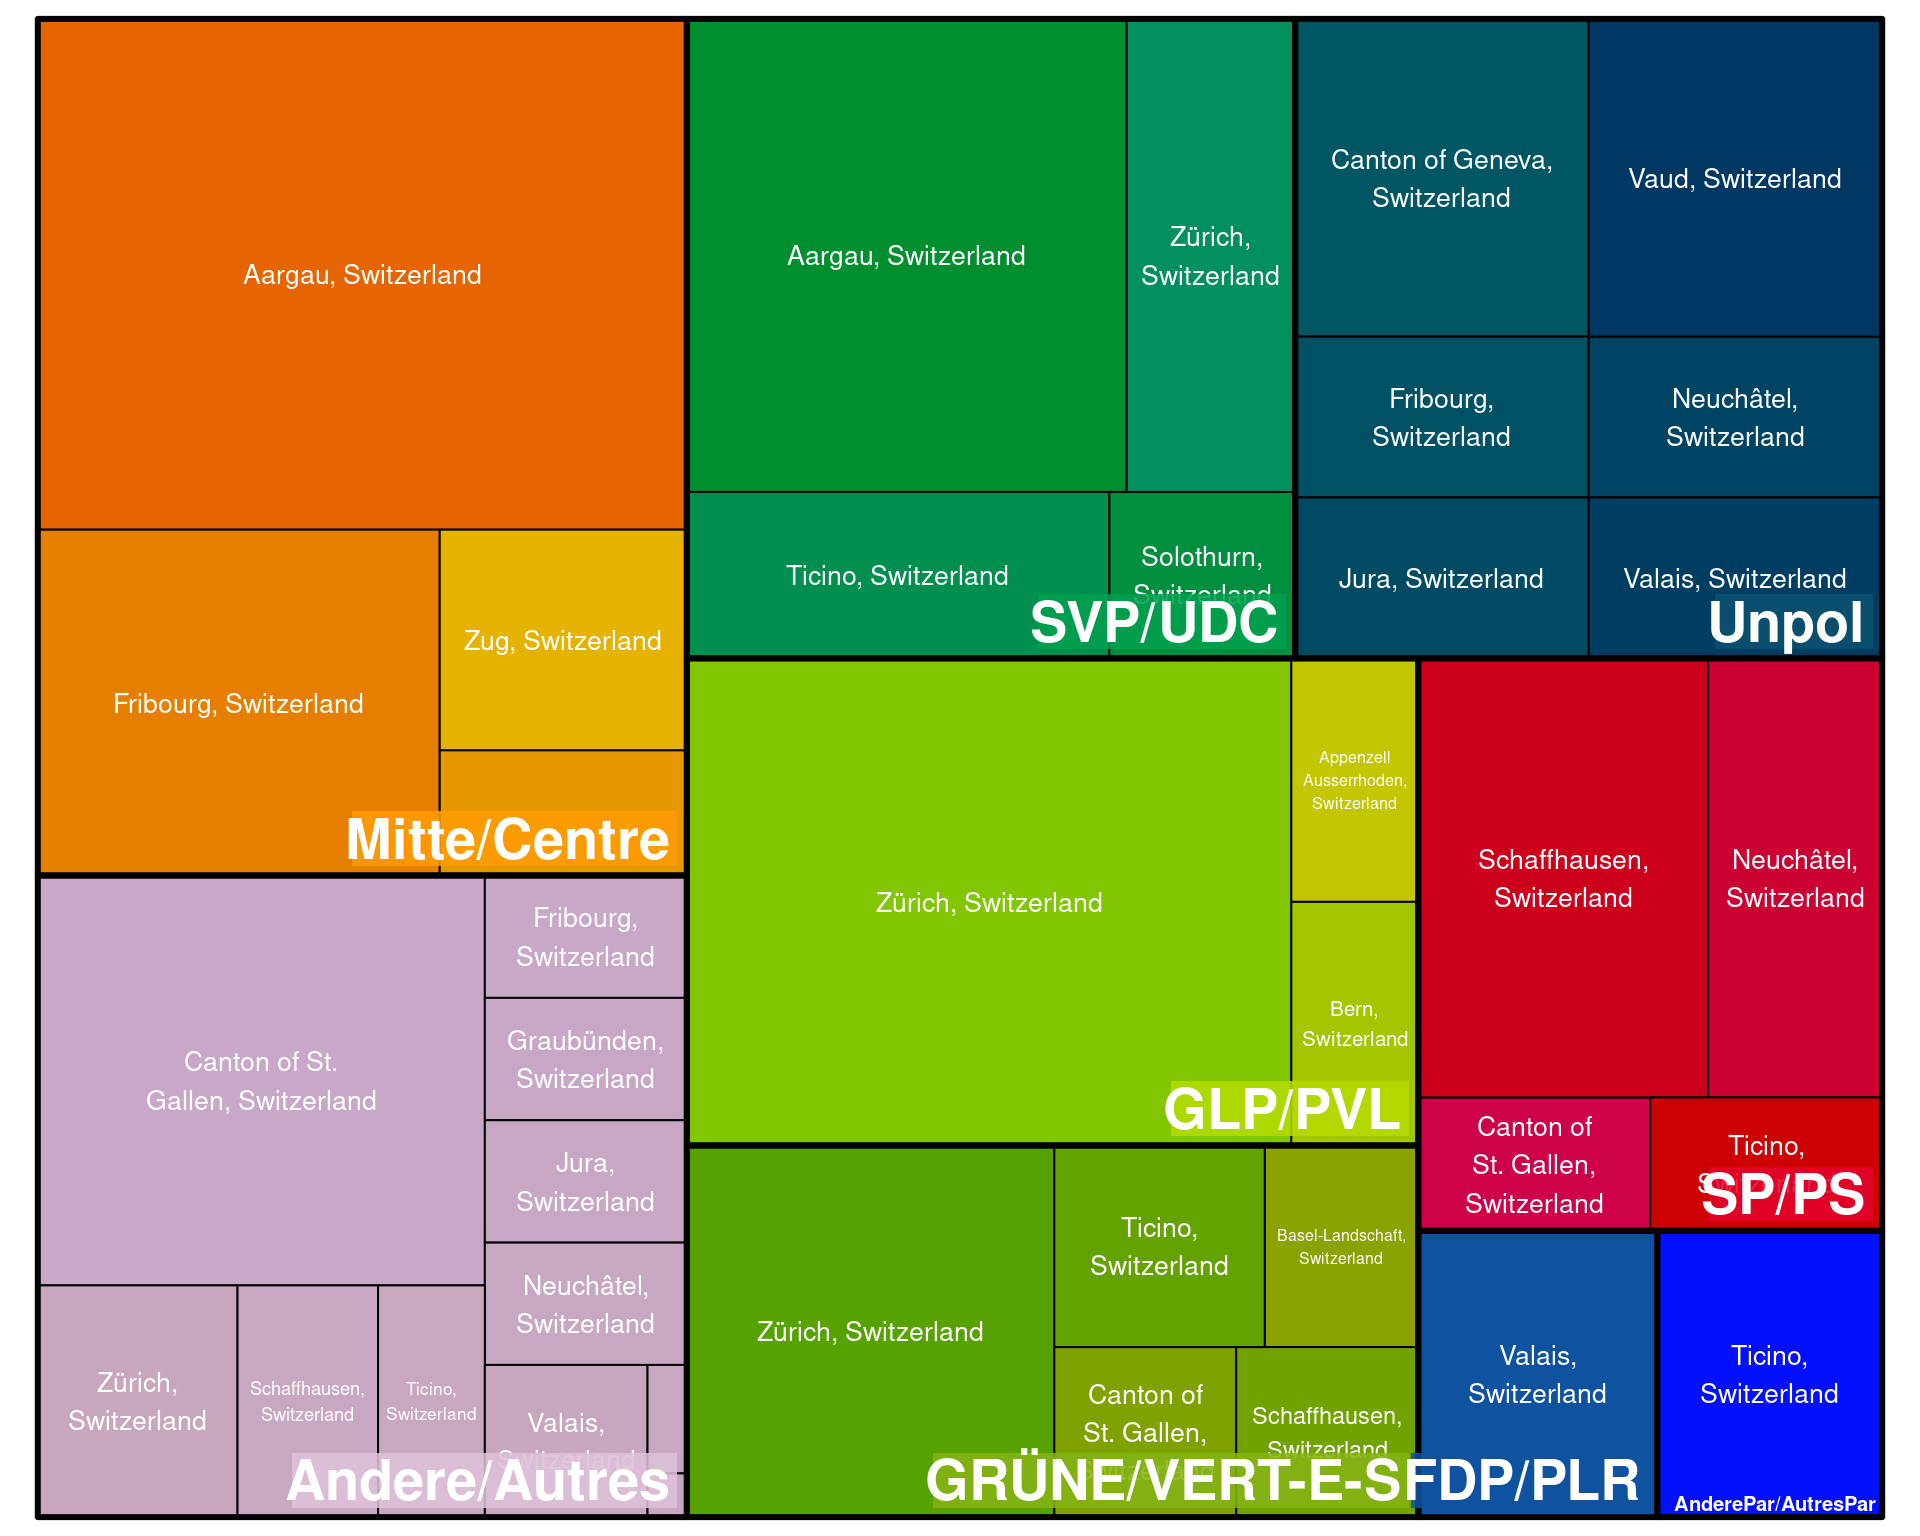 Aargau, Switzerland
Fribourg, Switzerland
Zug, Switzerland
Mitte/Centre
Aargau, Switzerland
Zürich,
Switzerland
Ticino, Switzerland
Solothurn,
Switzerland
SVP/UDC
Canton of Geneva,
Switzerland
Vaud, Switzerland
Fribourg,
Switzerland
Neuchâtel,
Switzerland
Jura, Switzerland
Valais, Switzerland
Unpol
Canton of St.
Gallen, Switzerland
Fribourg,
Switzerland
Graubünden,
Switzerland
Jura,
Switzerland
Neuchâtel,
Switzerland
Zürich,
Switzerland
Schaffhausen,
Switzerland
Ticino,
Switzerland
Valais,
Switzerland
Andere/Autres
Zürich, Switzerland
Appenzell
Ausserrhoden,
Switzerland
Bern,
Switzerland
GLP/PVL
Schaffhausen,
Switzerland
Neuchâtel,
Switzerland
Canton of
St. Gallen,
Switzerland
Ticino,
SP/PS
Zürich, Switzerland
Ticino,
Switzerland
Basel-Landschaft,
Switzerland
Canton of
St. Gallen,
Switzerland
Schaffhausen,
Switzerland
GRÜNE/VERT-E-S
Valais,
Switzerland
FDP/PLR
Ticino,
Switzerland
AnderePar/AutresPar